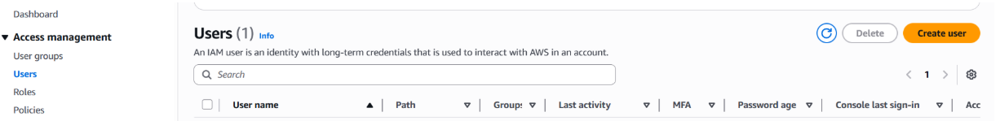 Dashboard
Access management
User groups
Users
Roles
Policies
Users (1) Info
Delete
Create user
An IAM user is an identity with long-term credentials that is used to interact with AWS in an account.
Search
1
User name
Path
Group
Last activity
MFA
Password age
Console last sign-in
Acc